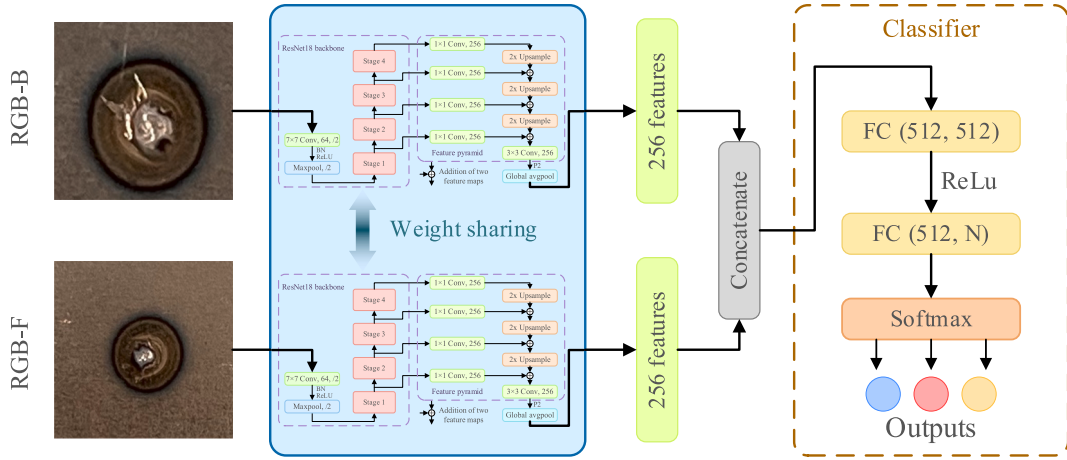 RGB-B
ResNet18 backbone
7×7 Conv, 64, /2
BN
ReLU
Maxpool, /2
Stage 4
Stage 3
Stage 2
Stage 1
1×1 Conv, 256
1×1 Conv, 256
1×1 Conv, 256
1×1 Conv, 256
2x Upsample
2x Upsample
2x Upsample
3×3 Conv, 256
Feature pyramid
P2
Global avgpool
Addition of two
feature maps
256 features
Weight sharing
RGB-F
ResNet18 backbone
7×7 Conv, 64, /2
BN
ReLU
Maxpool, /2
Stage 4
Stage 3
Stage 2
Stage 1
1×1 Conv, 256
1×1 Conv, 256
1×1 Conv, 256
1×1 Conv, 256
2x Upsample
2x Upsample
2x Upsample
3×3 Conv, 256
Feature pyramid
P2
Global avgpool
Addition of two
feature maps
256 features
Concatenate
Classifier
FC (512, 512)
ReLu
FC (512, N)
Softmax
Outputs